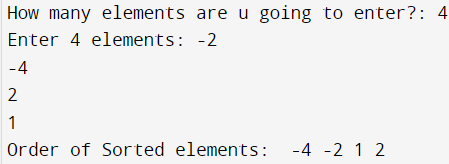 How many elements are u going to enter?: 4
Enter 4 elements: -2
-4
2
1
Order of Sorted elements:  -4 -2 1 2